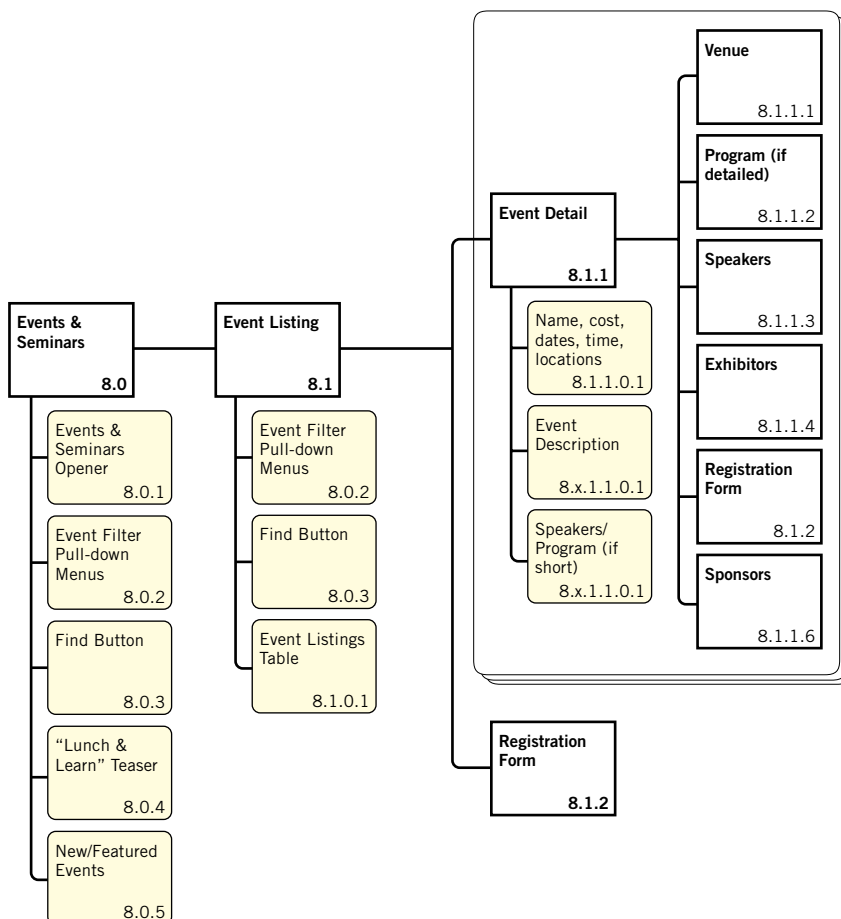 Events &
Seminars
8.0
Events &
Seminars
Opener
8.0.1
Event Filter
Pull-down
Menus
8.0.2
Find Button
8.0.3
“Lunch &
Learn” Teaser
8.0.4
New/Featured
Events
8.0.5
Event Listing
8.1
Event Filter
Pull-down
Menus
8.0.2
Find Button
8.0.3
Event Listings
Table
8.1.0.1
Event Detail
8.1.1
Name, cost,
dates, time,
locations
8.1.1.0.1
Event
Description
8.x.1.1.0.1
Speakers/
Program (if
short)
8.x.1.1.0.1
Venue
8.1.1.1
Program (if
detailed)
8.1.1.2
Speakers
8.1.1.3
Exhibitors
8.1.1.4
Registration
Form
8.1.2
Sponsors
8.1.1.6
Registration
Form
8.1.2